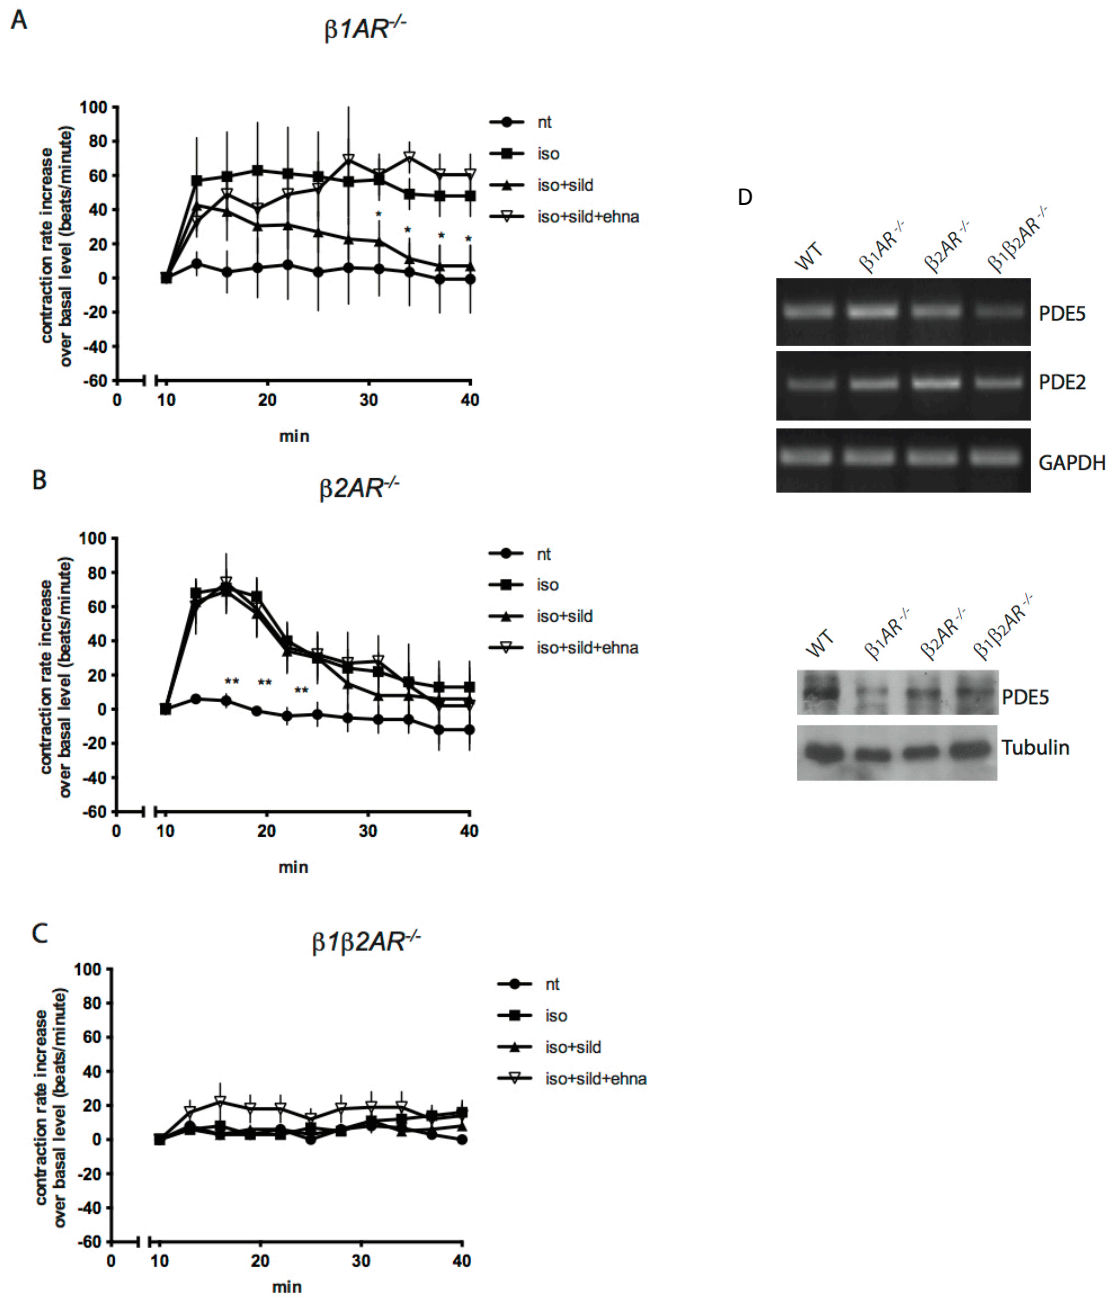 A
β1AR-/-
contraction rate increase
over basal level (beats/minute)
100
80
60
40
20
0
-20
-40
-60
0
10
20
30
40
min
nt
iso
iso+sild
iso+sild+ehna
*
*
*
*
B
β2AR-/-
contraction rate increase
over basal level (beats/minute)
100
80
60
40
20
0
-20
-40
-60
0
10
20
30
40
min
nt
iso
iso+sild
iso+sild+ehna
**
**
**
C
β1β2AR-/-
contraction rate increase
over basal level (beats/minute)
100
80
60
40
20
0
-20
-40
-60
0
10
20
30
40
min
nt
iso
iso+sild
iso+sild+ehna
D
WT
β1AR-/-
β2AR-/-
β1β2AR-/-
PDE5
PDE2
GAPDH
WT
β1AR-/-
β2AR-/-
β1β2AR-/-
PDE5
Tubulin